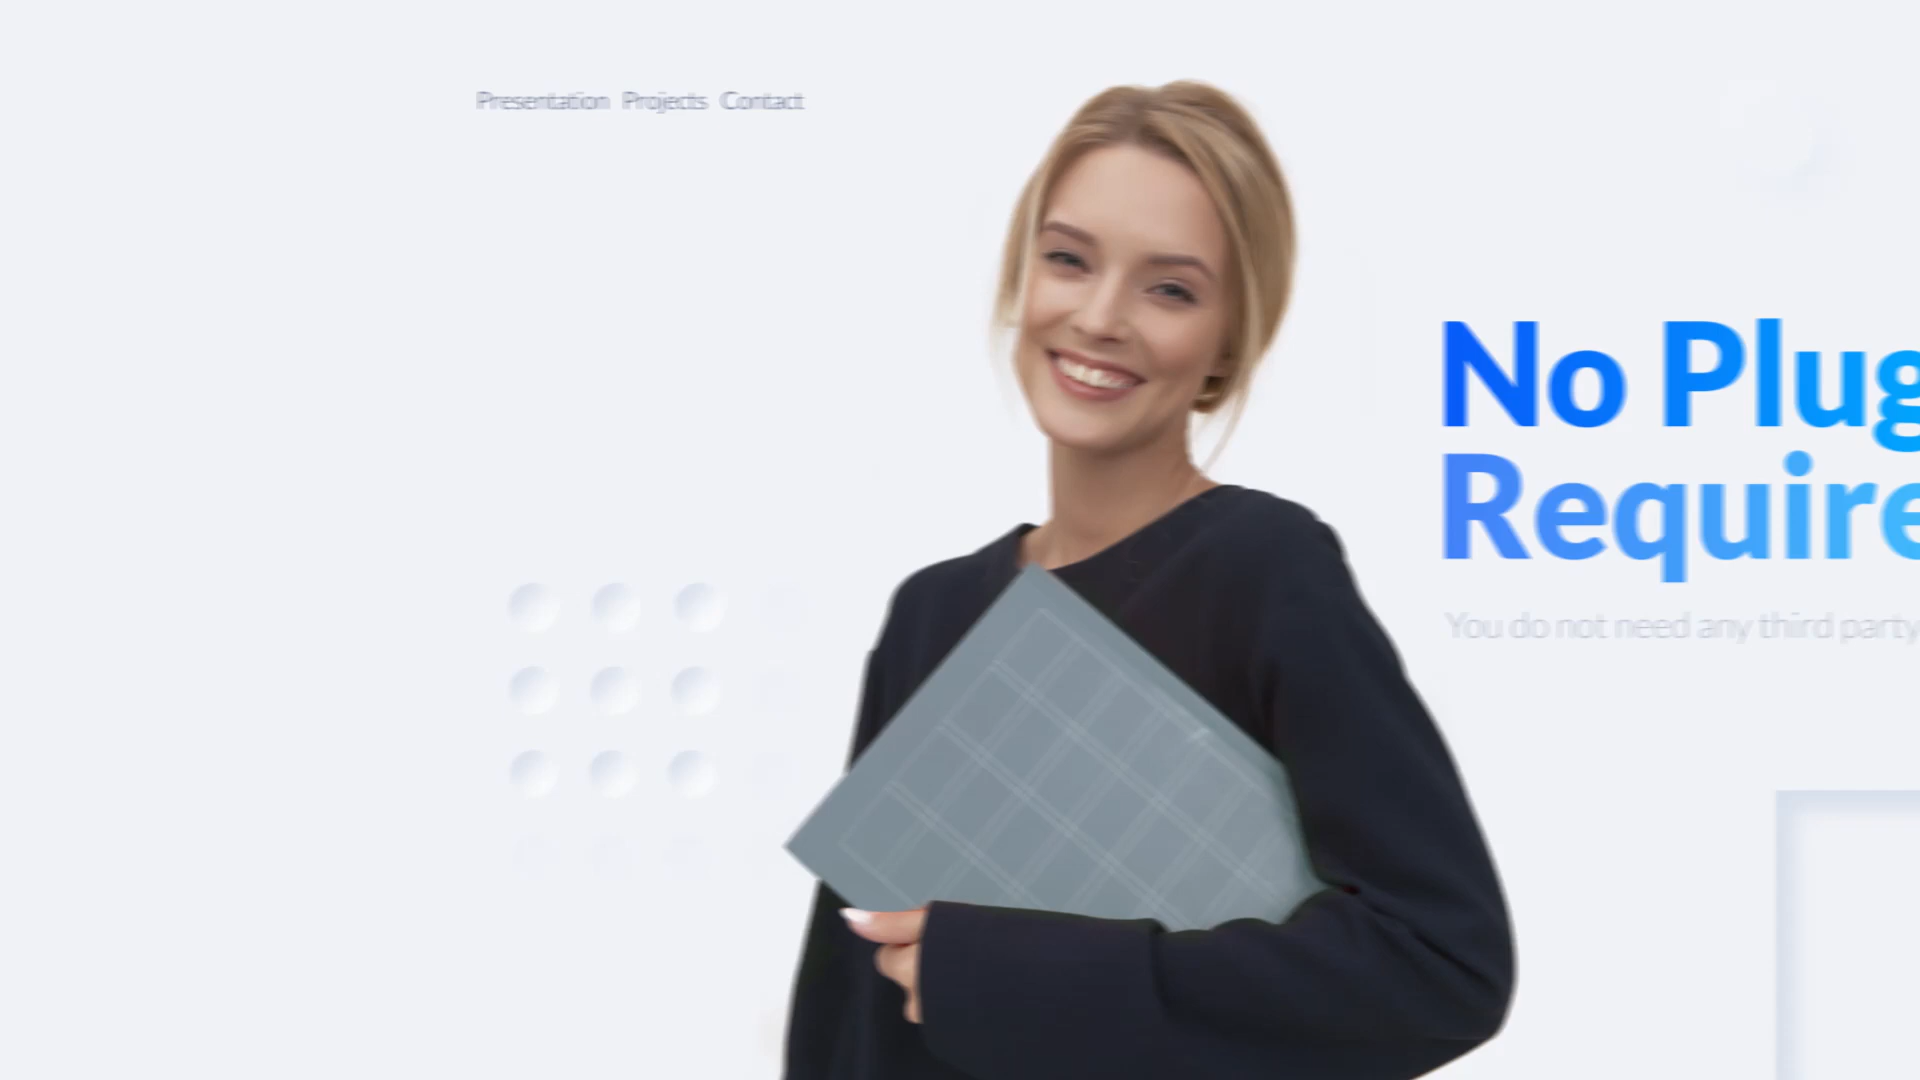 Presentation Projects Contact
No Plug
Require
You do not need any third party